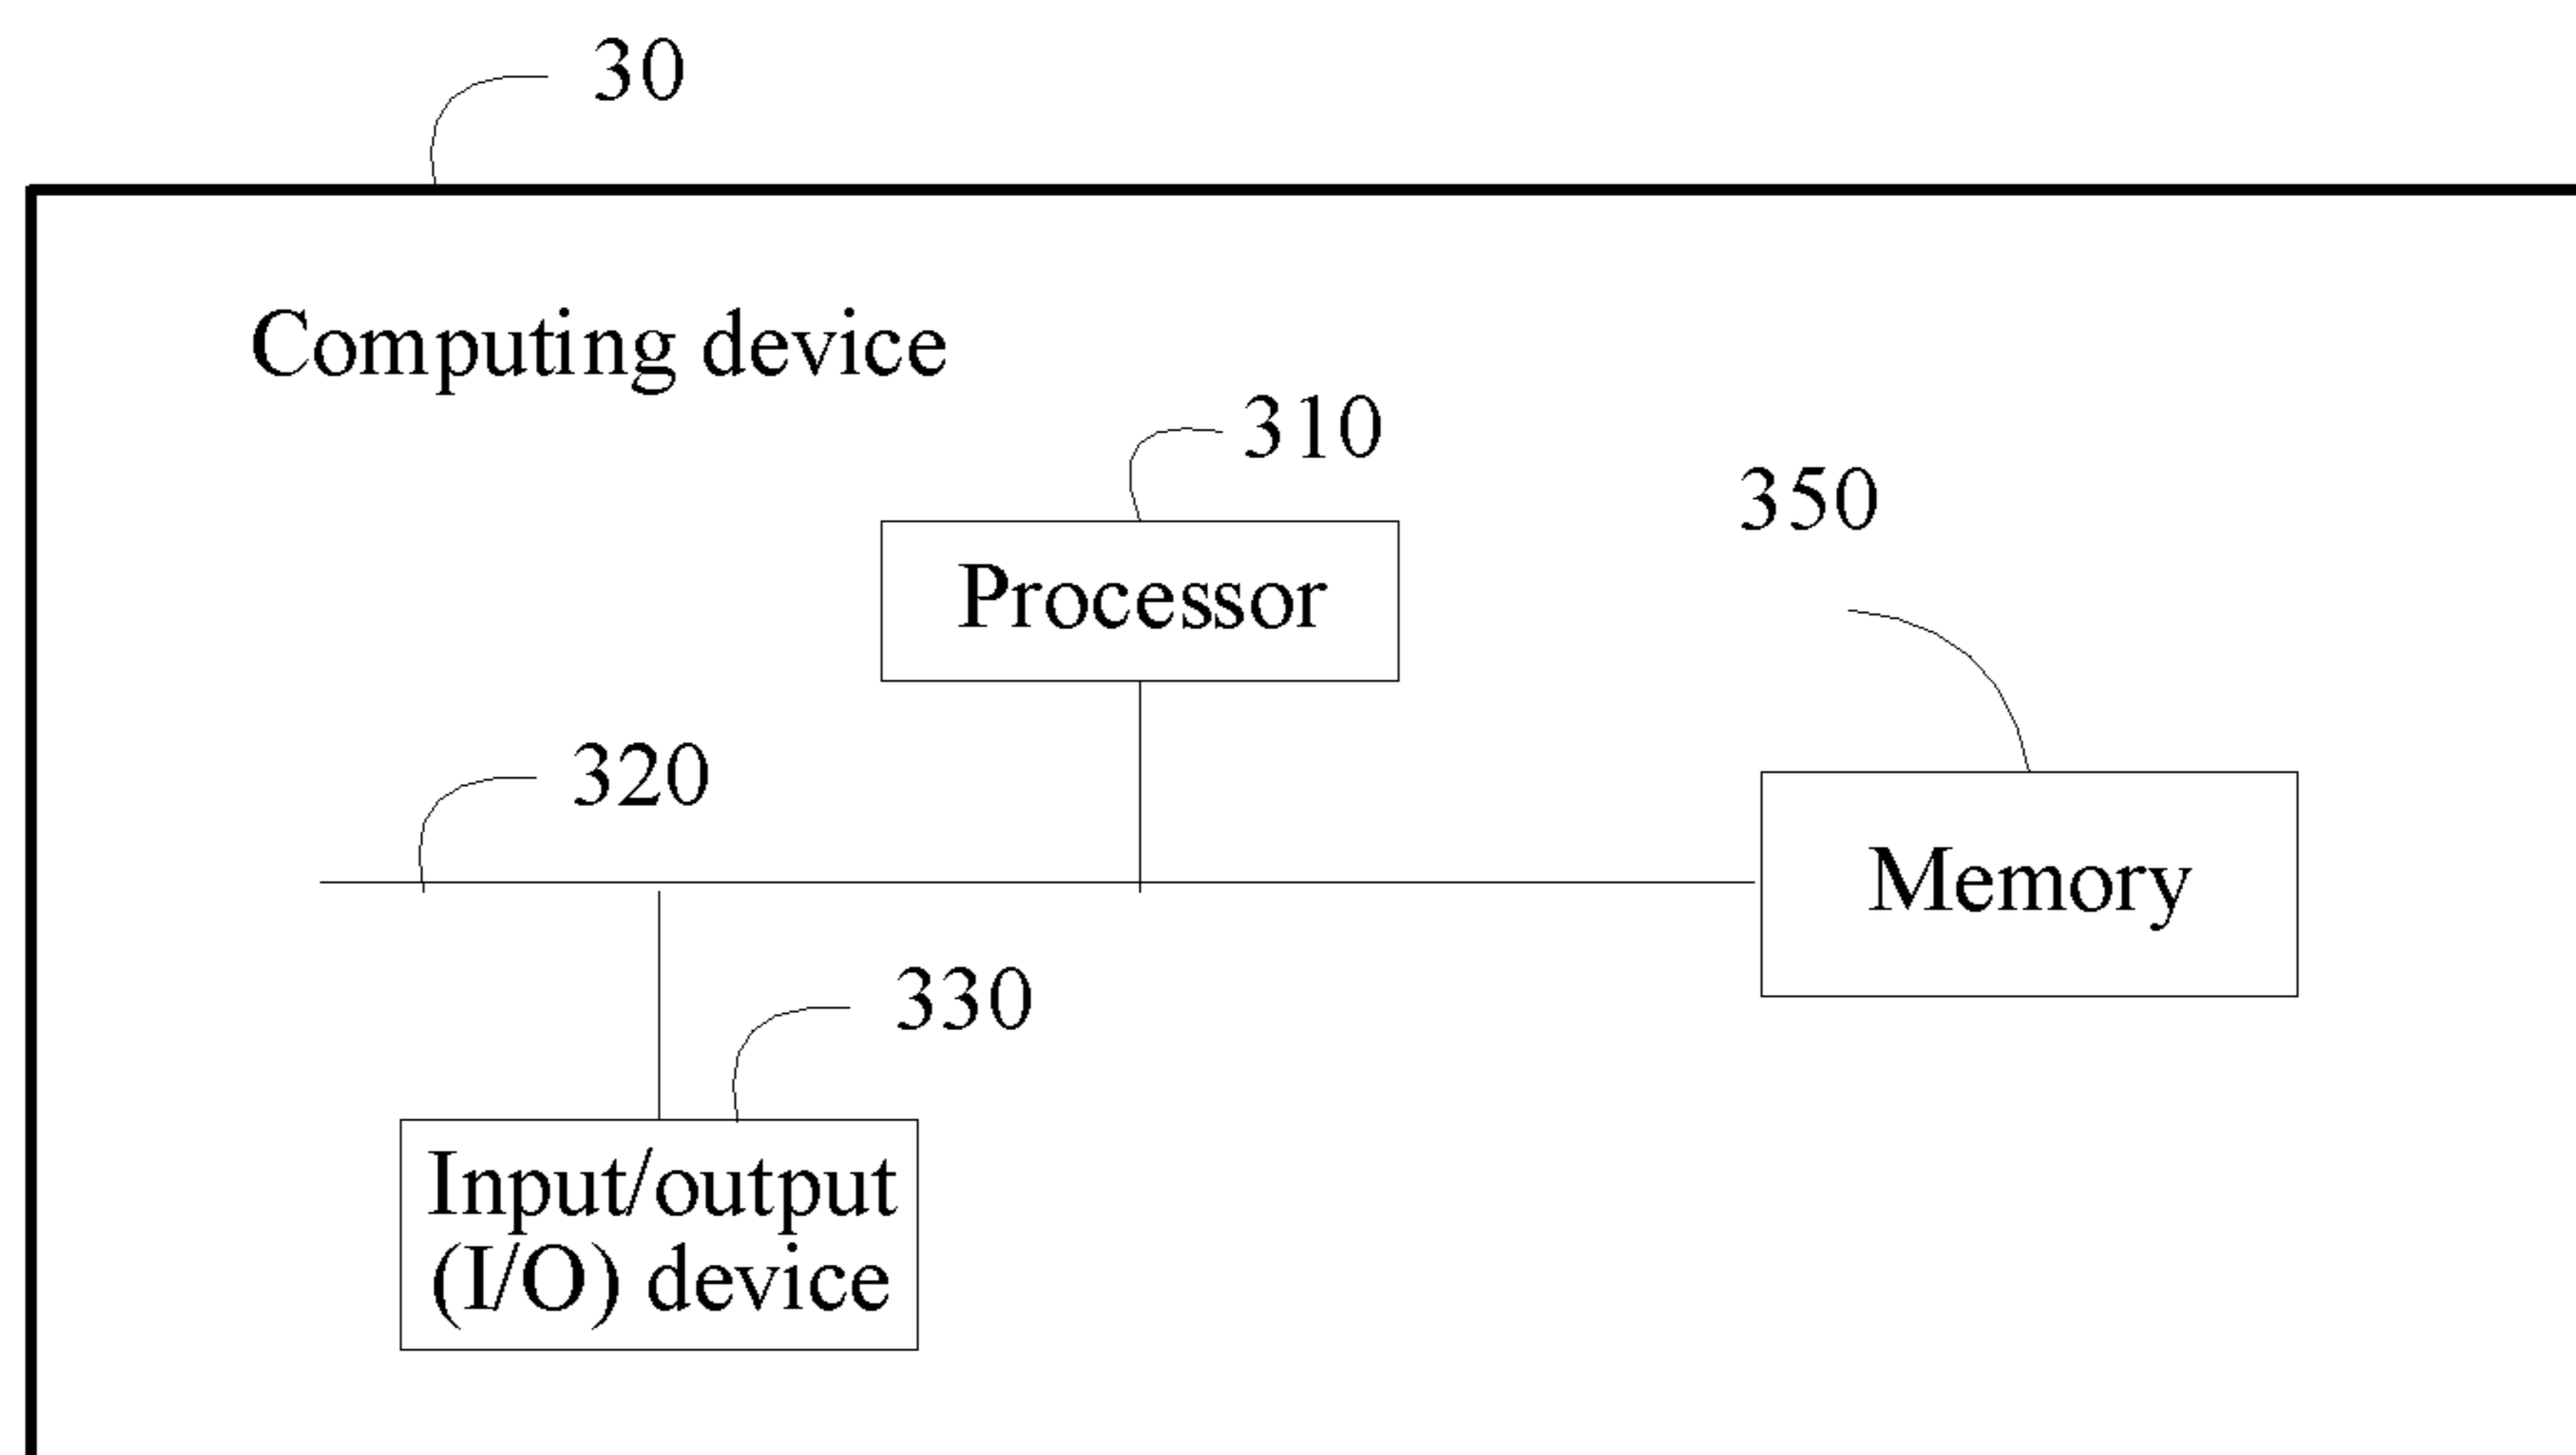 30
Computing device
310
350
Processor
320
Memory
330
Input/output
(I/O) device